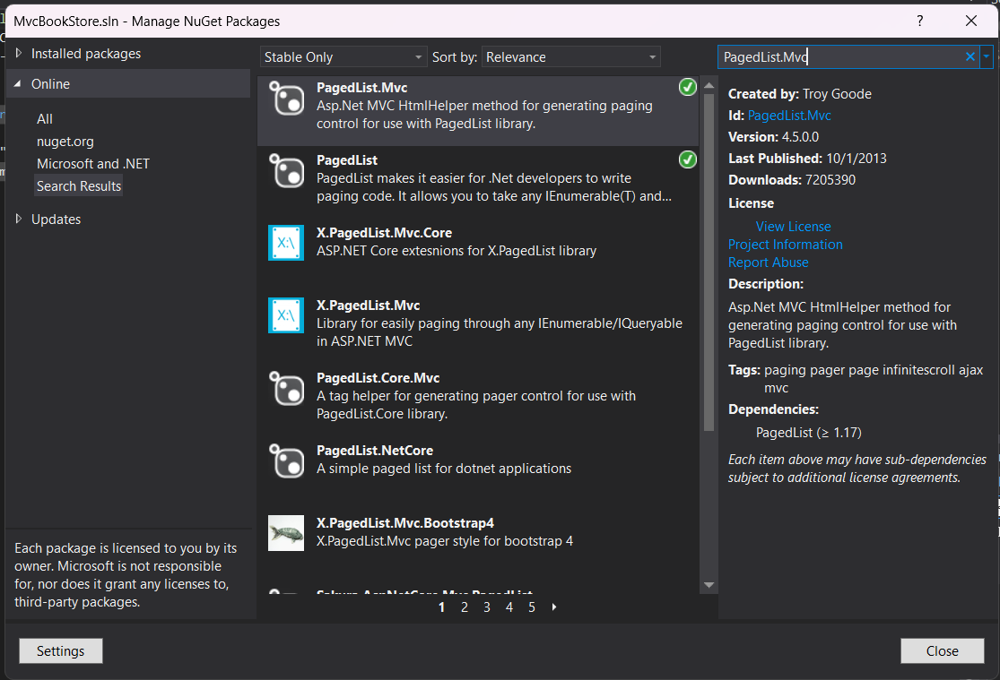 MvcBookStore.sln - Manage NuGet Packages
?
Installed packages
Online
All
nuget.org
Microsoft and .NET
Search Results
Updates
Each package is licensed to you by its
owner. Microsoft is not responsible
for, nor does it grant any licenses to,
third-party packages.
Stable Only
Sort by: Relevance
PagedList.Mvc
Asp.Net MVC HtmlHelper method for generating paging
control for use with PagedList library.
PagedList
PagedList makes it easier for .Net developers to write
paging code. It allows you to take any IEnumerable(T) and...
X:\
X.PagedList.Mvc.Core
ASP.NET Core extesnions for X.PagedList library
X:\
X.PagedList.Mvc
Library for easily paging through any IEnumerable/IQueryable
in ASP.NET MVC
PagedList.Core.Mvc
A tag helper for generating pager control for use with
PagedList.Core library.
PagedList.NetCore
A simple paged list for dotnet applications
X.PagedList.Mvc.Bootstrap4
X.PagedList.Mvc pager style for bootstrap 4
Sakura.AspNetCore.Mvc.PagedList
1 2 3 4 5
PagedList.Mvc
Created by: Troy Goode
Id: PagedList.Mvc
Version: 4.5.0.0
Last Published: 10/1/2013
Downloads: 7205390
License
View License
Project Information
Report Abuse
Description:
Asp.Net MVC HtmlHelper method for
generating paging control for use with
PagedList library.
Tags: paging pager page infinitescroll ajax
mvc
Dependencies:
PagedList (≥ 1.17)
Each item above may have sub-dependencies
subject to additional license agreements.
Settings
Close